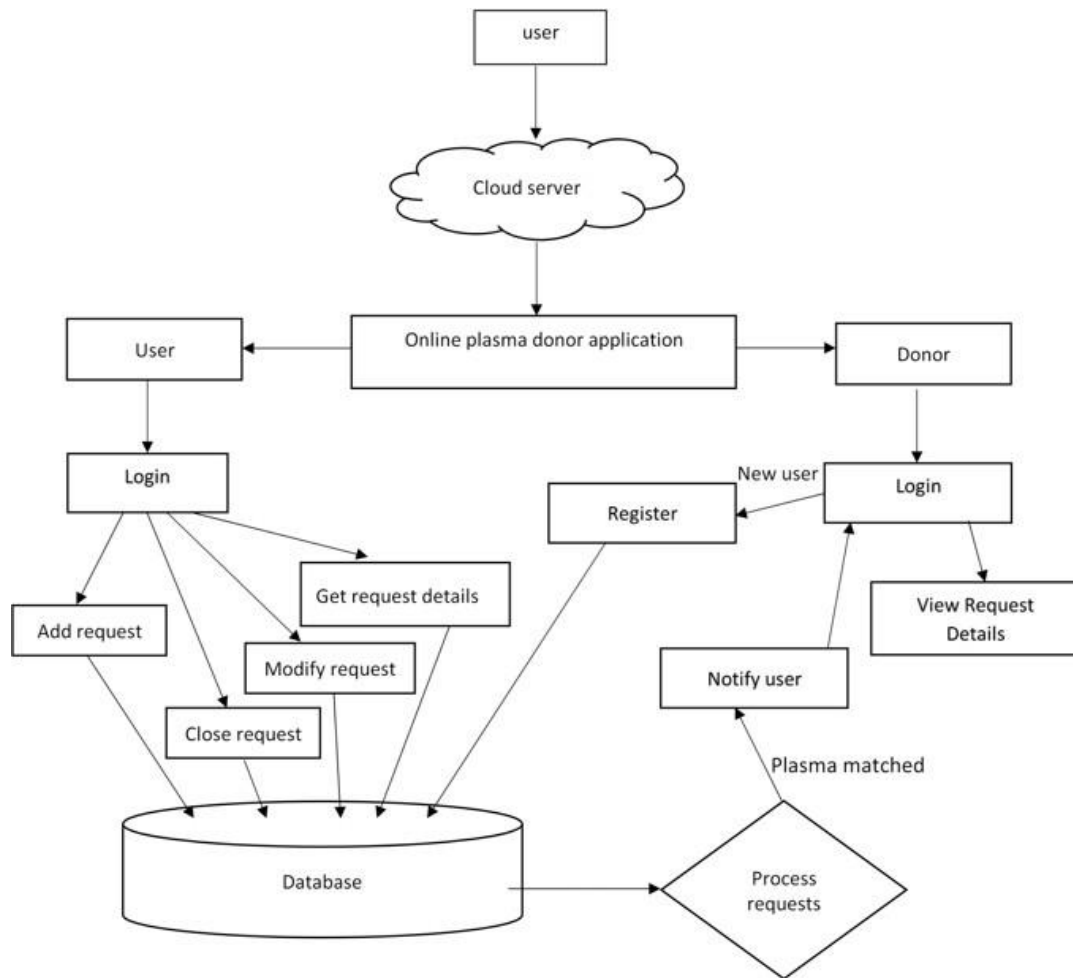 user
Cloud server
Online plasma donor application
User
Donor
Login
New user
Login
Register
Get request details
View Request
Details
Add request
Modify request
Notify user
Close request
Plasma matched
Database
Process
requests